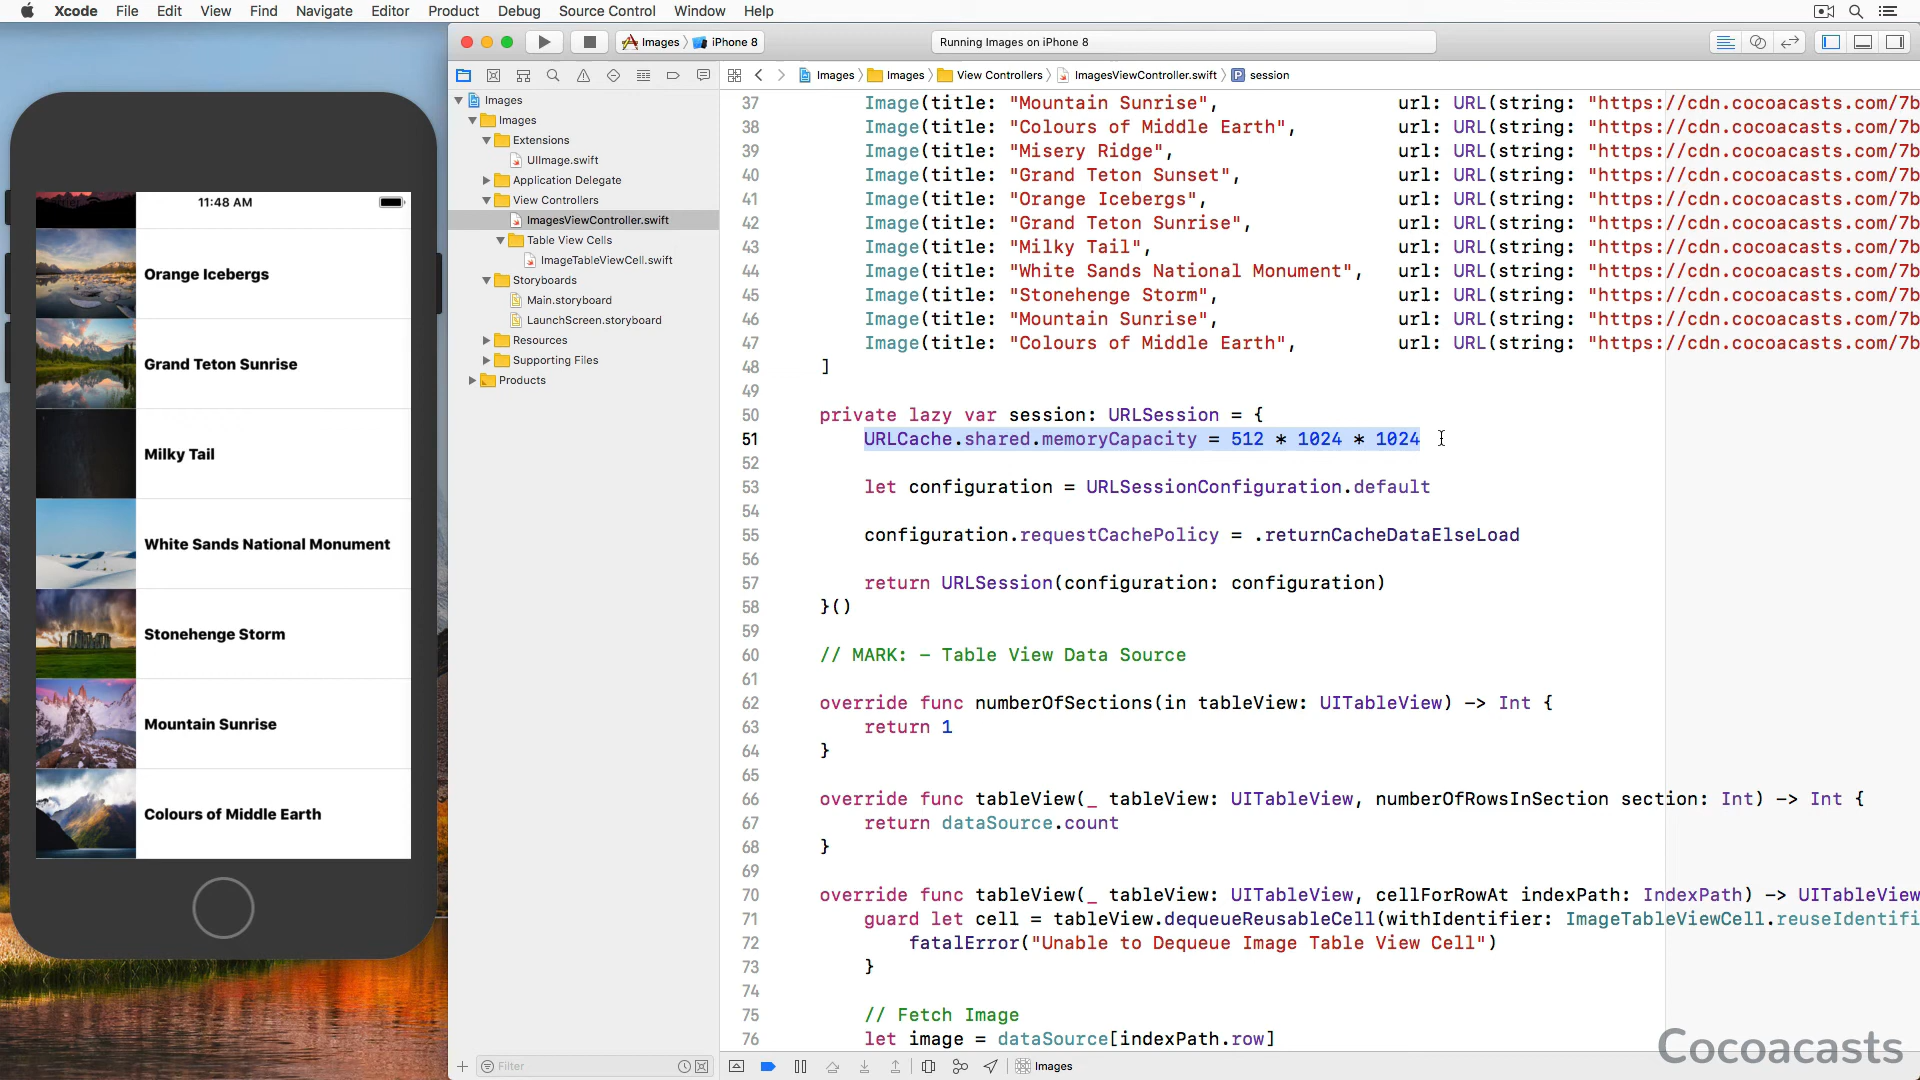 Xcode File Edit View Find Navigate Editor Product Debug Source Control Window Help
Images iPhone 8
Running Images on iPhone 8
Images Images View Controllers ImagesViewController.swift P session
Images
Images
Extensions
UIImage.swift
Application Delegate
View Controllers
ImagesViewController.swift
Table View Cells
ImageTableViewCell.swift
Storyboards
Main.storyboard
LaunchScreen.storyboard
Resources
Supporting Files
Products
Filter
11:48 AM
Orange Icebergs
Grand Teton Sunrise
Milky Tail
White Sands National Monument
Stonehenge Storm
Mountain Sunrise
Colours of Middle Earth
37 Image(title: "Mountain Sunrise", url: URL(string: "https://cdn.cocoacasts.com/7b
38 Image(title: "Colours of Middle Earth", url: URL(string: "https://cdn.cocoacasts.com/7b
39 Image(title: "Misery Ridge", url: URL(string: "https://cdn.cocoacasts.com/7b
40 Image(title: "Grand Teton Sunset", url: URL(string: "https://cdn.cocoacasts.com/7b
41 Image(title: "Orange Icebergs", url: URL(string: "https://cdn.cocoacasts.com/7b
42 Image(title: "Grand Teton Sunrise", url: URL(string: "https://cdn.cocoacasts.com/7b
43 Image(title: "Milky Tail", url: URL(string: "https://cdn.cocoacasts.com/7b
44 Image(title: "White Sands National Monument", url: URL(string: "https://cdn.cocoacasts.com/7b
45 Image(title: "Stonehenge Storm", url: URL(string: "https://cdn.cocoacasts.com/7b
46 Image(title: "Mountain Sunrise", url: URL(string: "https://cdn.cocoacasts.com/7b
47 Image(title: "Colours of Middle Earth", url: URL(string: "https://cdn.cocoacasts.com/7b
48 ]
49
50 private lazy var session: URLSession = {
51 URLCache.shared.memoryCapacity = 512 * 1024 * 1024
52
53 let configuration = URLSessionConfiguration.default
54
55 configuration.requestCachePolicy = .returnCacheDataElseLoad
56
57 return URLSession(configuration: configuration)
58 }()
59
60 // MARK: - Table View Data Source
61
62 override func numberOfSections(in tableView: UITableView) -> Int {
63 return 1
64 }
65
66 override func tableView(_ tableView: UITableView, numberOfRowsInSection section: Int) -> Int {
67 return dataSource.count
68 }
69
70 override func tableView(_ tableView: UITableView, cellForRowAt indexPath: IndexPath) -> UITableView
71 guard let cell = tableView.dequeueReusableCell(withIdentifier: ImageTableViewCell.reuseIdentifi
72 fatalError("Unable to Dequeue Image Table View Cell")
73 }
74
75 // Fetch Image
76 let image = dataSource[indexPath.row]
Images
Cocoacasts